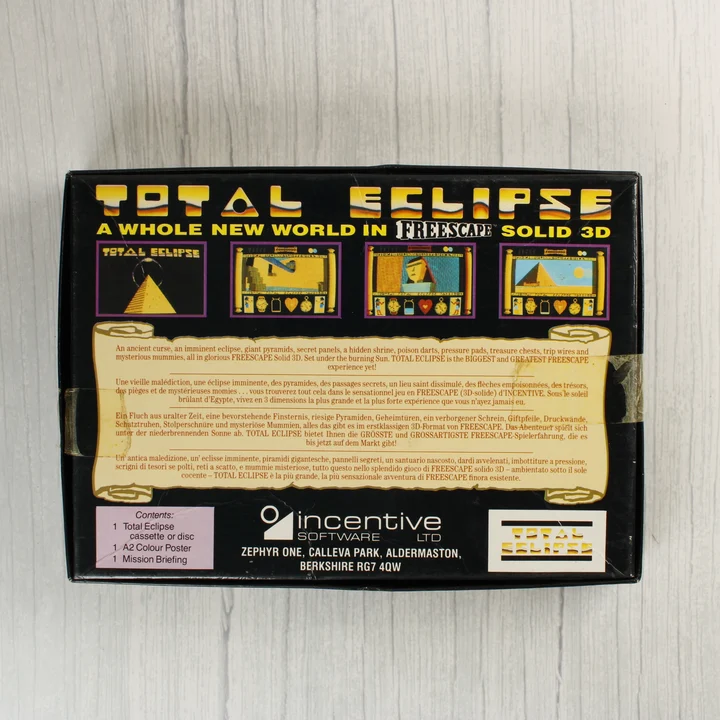 TOTAL ECLIPSE
A WHOLE NEW WORLD IN FREESCAPE™ SOLID 3D
TOTAL ECLIPSE
An ancient curse, an imminent eclipse, giant pyramids, secret panels, a hidden shrine, poison darts, pressure pads, treasure chests, trip wires and
mysterious mummies, all in glorious FREESCAPE Solid 3D. Set under the burning Sun. TOTAL ECLIPSE is the BIGGEST and GREATEST FREESCAPE
experience yet!
Une vieille malédiction, une éclipse imminente, des pyramides, des passages secrets, un lieu saint dissimulé, des flèches empoisonnées, des trésors,
des pièges et de mystérieuses momies . . . vous trouverez tout cela dans le sensationnel jeu en FREESCAPE (3D-solide) d'INCENTIVE. Sous le soleil
brûlant d'Egypte, vivez en 3 dimensions la plus grande et la plus forte expérience que vous n'ayez jamais eu.
Ein Fluch aus uralter Zeit, eine bevorstehende Finsternis, riesige Pyramiden, Geheimtüren, ein verborgener Schrein, Giftpfeile, Druckwände,
Schatztruhen, Stolperschnüre und mysteriöse Mummien, alles das gibt es im erstklassigen 3D-Format von FREESCAPE. Das Abenteuer spielt sich
unter der niederbrennenden Sonne ab. TOTAL ECLIPSE bietet Ihnen die GRÖSSTE und GROSSARTIGSTE FREESCAPE-Spielerfahrung, die es
bis jetzt auf dem Markt gibt!
Un' antica maledizione, un' eclisse imminente, piramidi gigantesche, pannelli segreti, un santuario nascosto, dardi avvelenati, imbottiture a pressione,
scrigni di tesori se polti, reti a scatto, e nummie misteriose, tutto questo nello splendido gioco di FREESCAPE solido 3D – ambientato sotto il sole
cocente – TOTAL ECLIPSE è la più grande, la più sensazionale avventura di FREESCAPE finora esistente.
Contents:
1 Total Eclipse
cassette or disc
1 A2 Colour Poster
1 Mission Briefing
incentive
SOFTWARE LTD
ZEPHYR ONE, CALLEVA PARK, ALDERMASTON,
BERKSHIRE RG7 4QW
TOTAL
ECLIPSE